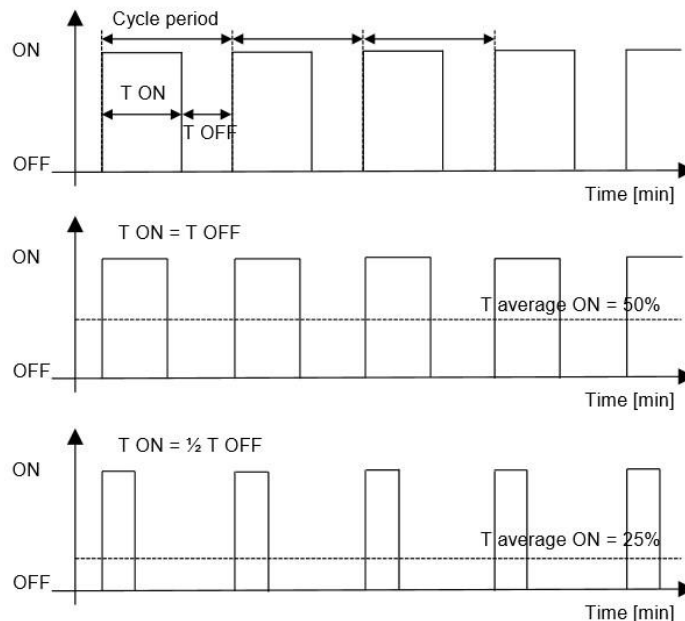 Cycle period
ON
T ON
T OFF
OFF
Time [min]
T ON = T OFF
ON
T average ON = 50%
OFF
Time [min]
T ON = ½ T OFF
ON
T average ON = 25%
OFF
Time [min]